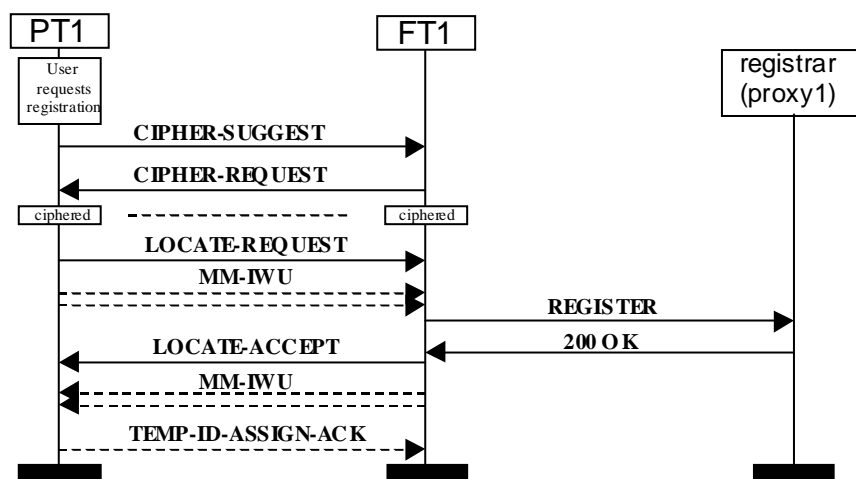 PT1
FT1
User
requests
registration
registrar
(proxy1)
CIPHER-SUGGEST
CIPHER-REQUEST
ciphered
ciphered
LOCATE-REQUEST
MM-IWU
REGISTER
200 OK
LOCATE-ACCEPT
MM-IWU
TEMP-ID-ASSIGN-ACK